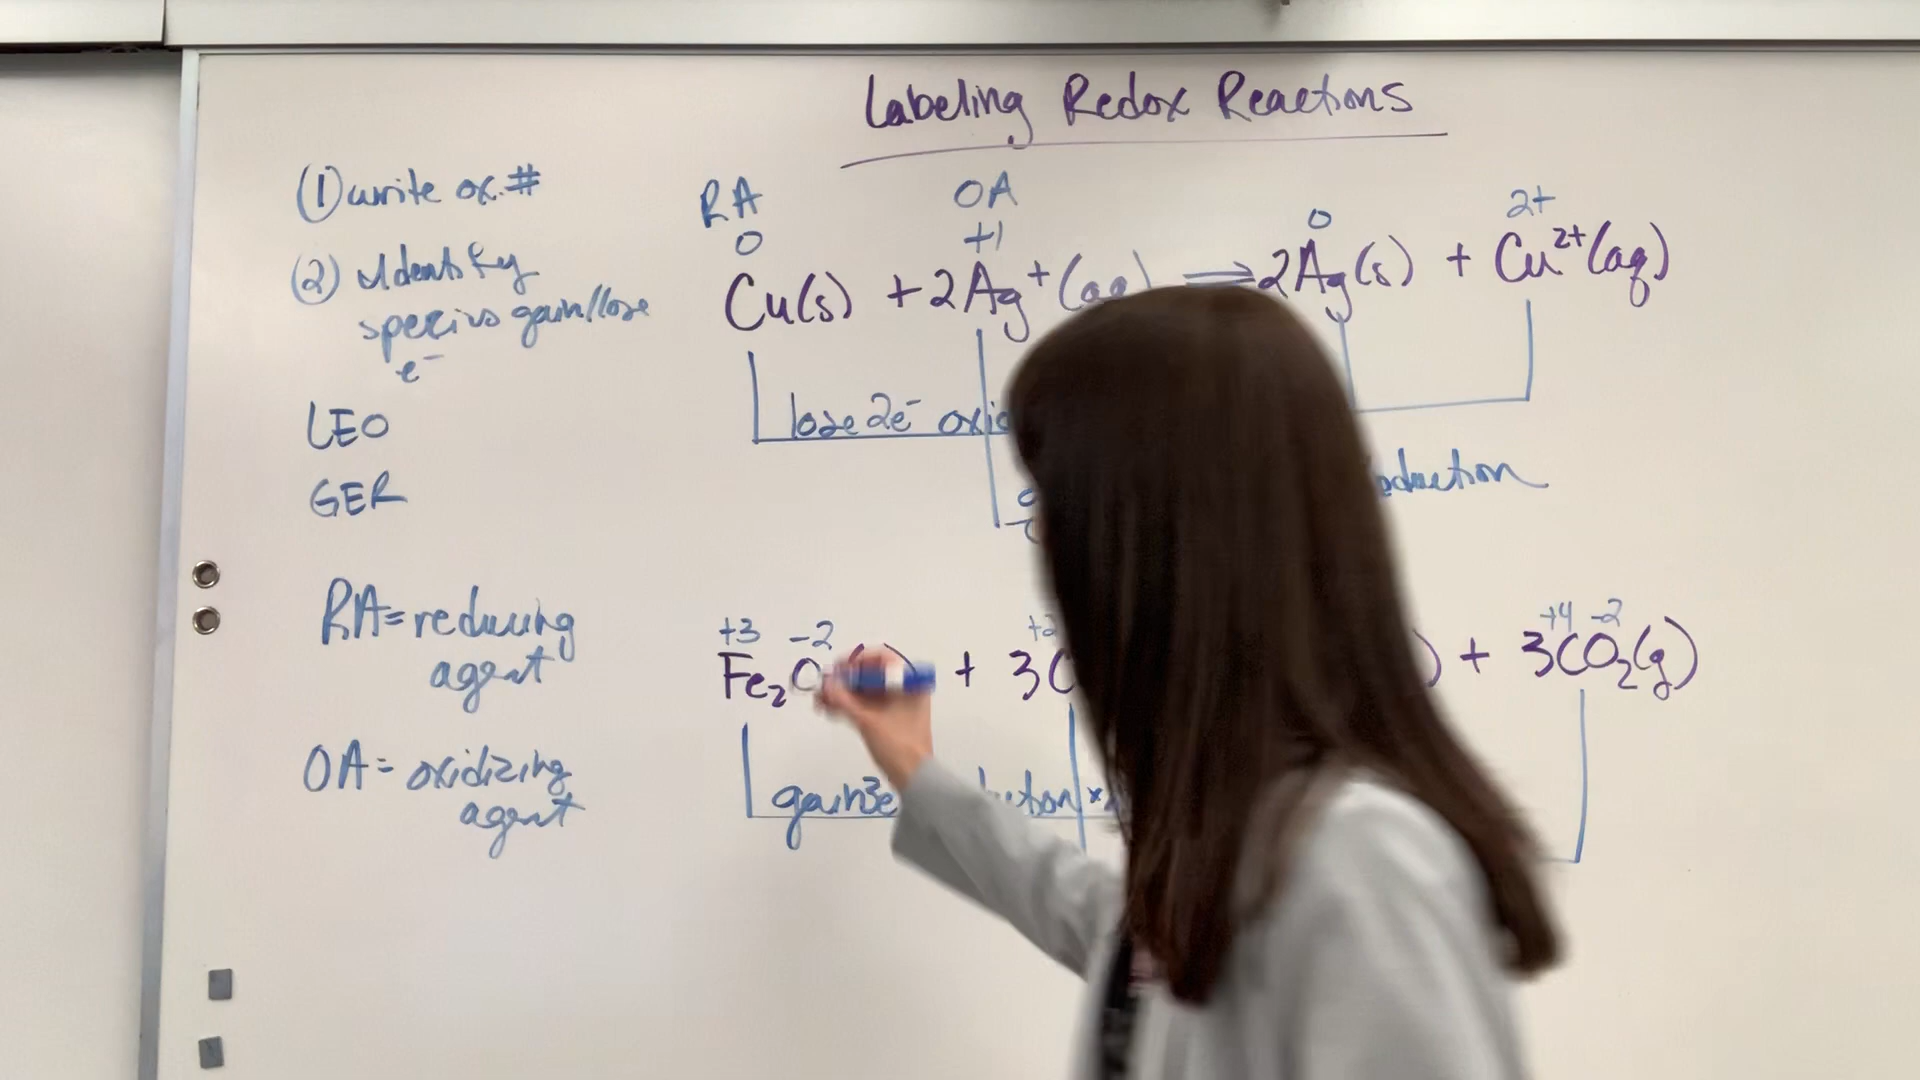 Labeling Redox Reactions
(1) write ox.#
(2) Identify
species gain/lose
e⁻
LEO
GER
RA=reducing
agent
OA= oxidizing
agent
RA OA
0 +1 0 2+
Cu(s) + 2Ag⁺(aq) ⇌ 2Ag(s) + Cu²⁺(aq)
lose 2e⁻
+3 -2 +4 -2
Fe₂O + 3C ) + 3CO₂(g)
gain 3e